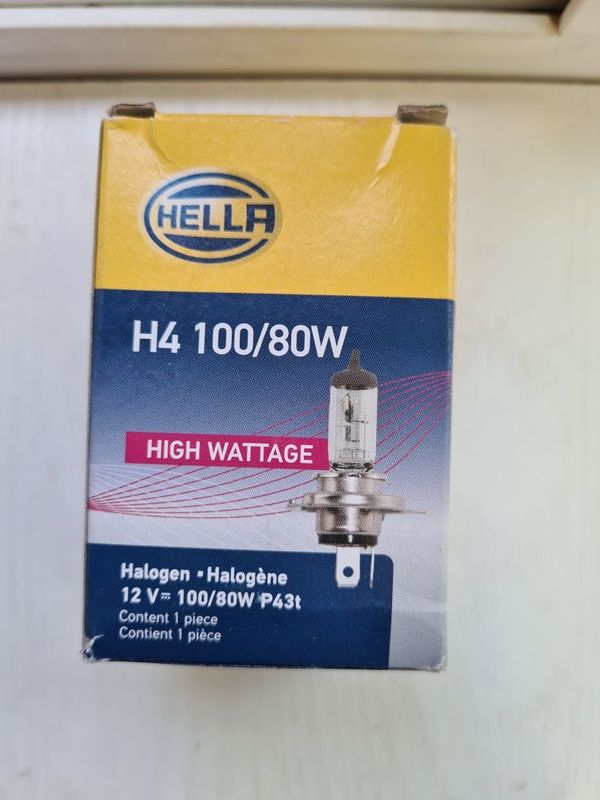 HELLA
H4 100/80W
HIGH WATTAGE
Halogen • Halogène
12 V= 100/80W P43t
Content 1 piece
Contient 1 pièce